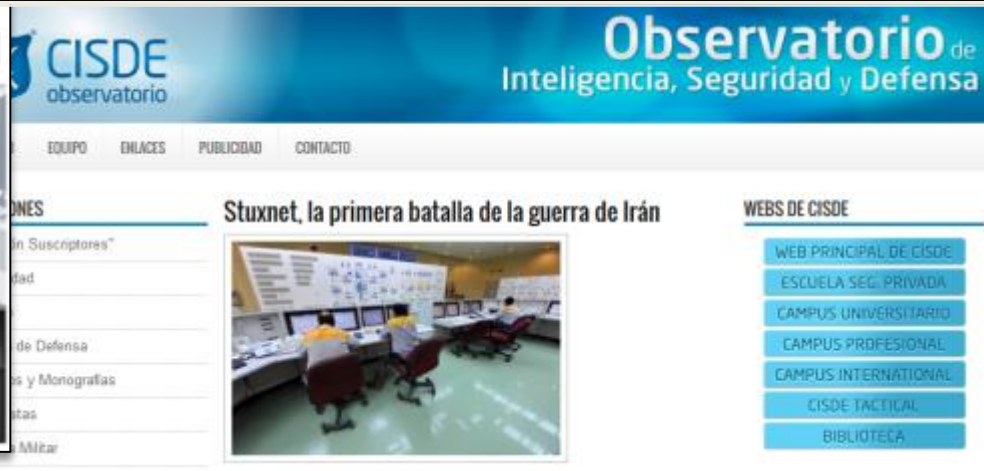 CISDE
observatorio
Observatorio de
Inteligencia, Seguridad y Defensa
EQUIPO ENLACES PUBLICIDAD CONTACTO
Stuxnet, la primera batalla de la guerra de Irán
Suscriptores"
de Defensa
y Monografías
Militar
WEBS DE CISDE
WEB PRINCIPAL DE CISDE
ESCUELA SEG. PRIVADA
CAMPUS UNIVERSITARIO
CAMPUS PROFESIONAL
CAMPUS INTERNATIONAL
CISDE TACTICAL
BIBLIOTECA